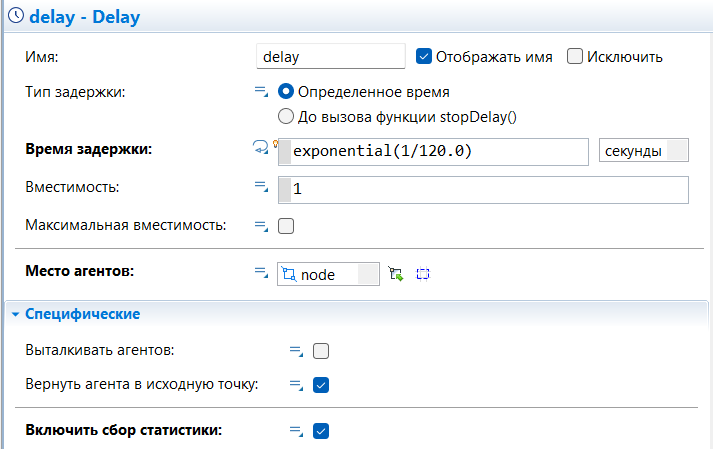 delay - Delay
Имя: delay Отображать имя Исключить
Тип задержки: Определенное время
До вызова функции stopDelay()
Время задержки: exponential(1/120.0) секунды
Вместимость: 1
Максимальная вместимость:
Место агентов: node
Специфические
Выталкивать агентов:
Вернуть агента в исходную точку:
Включить сбор статистики: